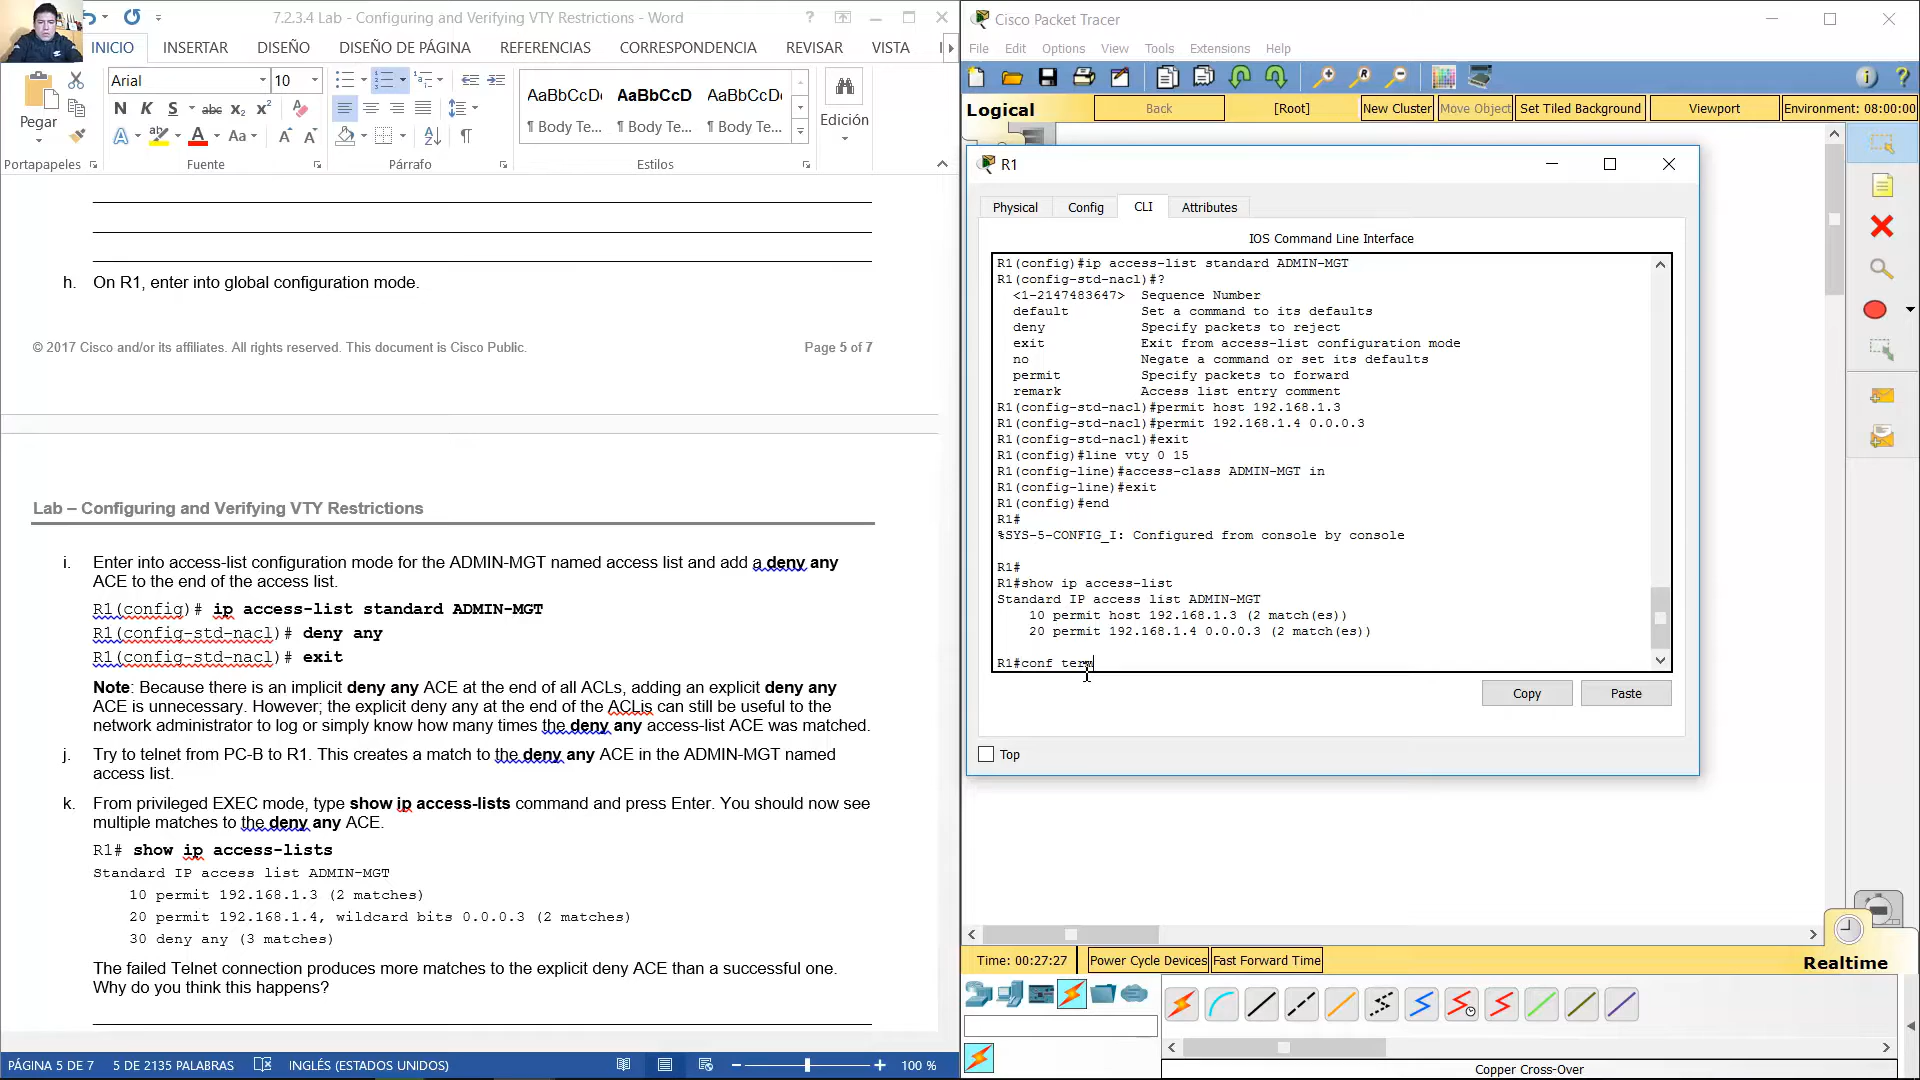 7.2.3.4 Lab - Configuring and Verifying VTY Restrictions - Word
INICIO
INSERTAR
DISEÑO
DISEÑO DE PÁGINA
REFERENCIAS
CORRESPONDENCIA
REVISAR
VISTA
Arial
10
Pegar
N K S abc x₂ x²
A Aa A A
AaBbCcDc
AaBbCcD
AaBbCcDc
¶ Body Te...
¶ Body Te...
¶ Body Te...
Edición
Portapapeles
Fuente
Párrafo
Estilos
h. On R1, enter into global configuration mode.
© 2017 Cisco and/or its affiliates. All rights reserved. This document is Cisco Public.
Page 5 of 7
Lab – Configuring and Verifying VTY Restrictions
i. Enter into access-list configuration mode for the ADMIN-MGT named access list and add a deny any
ACE to the end of the access list.
R1(config)# ip access-list standard ADMIN-MGT
R1(config-std-nacl)# deny any
R1(config-std-nacl)# exit
Note: Because there is an implicit deny any ACE at the end of all ACLs, adding an explicit deny any
ACE is unnecessary. However; the explicit deny any at the end of the ACLis can still be useful to the
network administrator to log or simply know how many times the deny any access-list ACE was matched.
j. Try to telnet from PC-B to R1. This creates a match to the deny any ACE in the ADMIN-MGT named
access list.
k. From privileged EXEC mode, type show ip access-lists command and press Enter. You should now see
multiple matches to the deny any ACE.
R1# show ip access-lists
Standard IP access list ADMIN-MGT
10 permit 192.168.1.3 (2 matches)
20 permit 192.168.1.4, wildcard bits 0.0.0.3 (2 matches)
30 deny any (3 matches)
The failed Telnet connection produces more matches to the explicit deny ACE than a successful one.
Why do you think this happens?
PÁGINA 5 DE 7
5 DE 2135 PALABRAS
INGLÉS (ESTADOS UNIDOS)
100 %
Cisco Packet Tracer
File Edit Options View Tools Extensions Help
Logical
Back
[Root]
New Cluster
Move Object
Set Tiled Background
Viewport
Environment: 08:00:00
R1
Physical
Config
CLI
Attributes
IOS Command Line Interface
R1(config)#ip access-list standard ADMIN-MGT
R1(config-std-nacl)#?
<1-2147483647> Sequence Number
default Set a command to its defaults
deny Specify packets to reject
exit Exit from access-list configuration mode
no Negate a command or set its defaults
permit Specify packets to forward
remark Access list entry comment
R1(config-std-nacl)#permit host 192.168.1.3
R1(config-std-nacl)#permit 192.168.1.4 0.0.0.3
R1(config-std-nacl)#exit
R1(config)#line vty 0 15
R1(config-line)#access-class ADMIN-MGT in
R1(config-line)#exit
R1(config)#end
R1#
%SYS-5-CONFIG_I: Configured from console by console
R1#
R1#show ip access-list
Standard IP access list ADMIN-MGT
10 permit host 192.168.1.3 (2 match(es))
20 permit 192.168.1.4 0.0.0.3 (2 match(es))
R1#conf term
Copy
Paste
Top
Time: 00:27:27
Power Cycle Devices
Fast Forward Time
Realtime
Copper Cross-Over